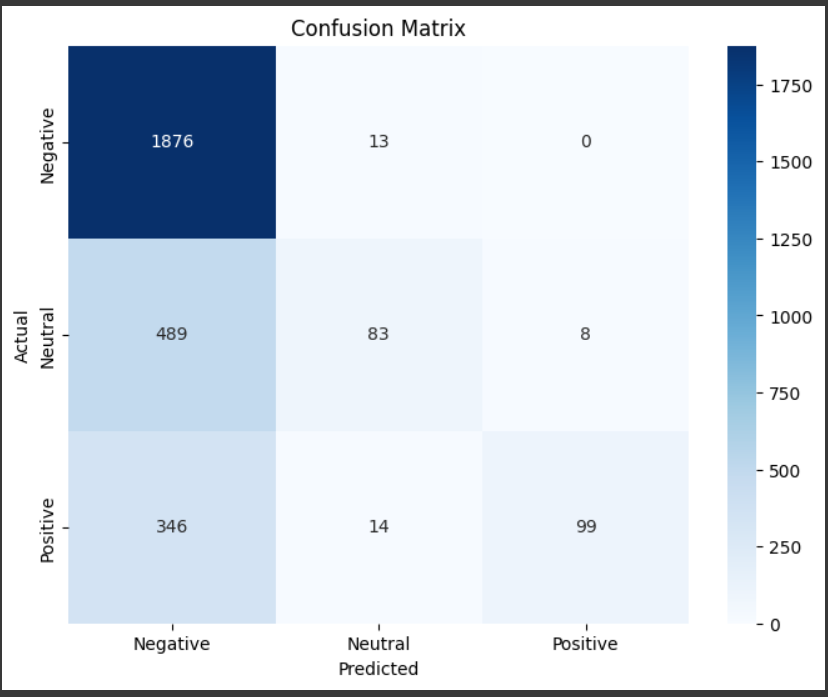 Confusion Matrix
Actual
Negative
1876 13 0
Neutral
489 83 8
Positive
346 14 99
Negative Neutral Positive
Predicted
1750
1500
1250
1000
750
500
250
0